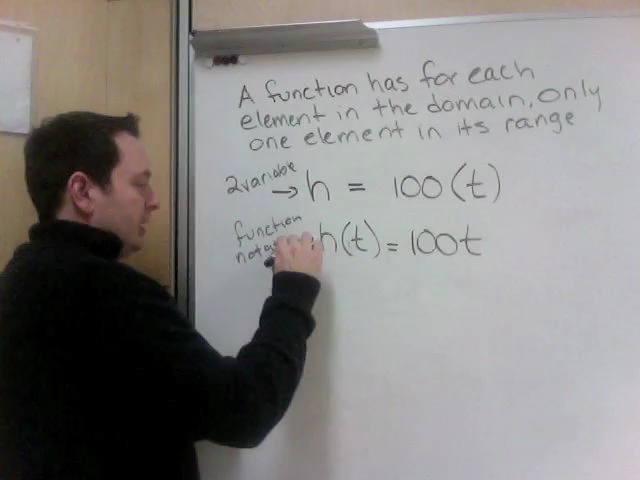 A function has for each
element in the domain, only
one element in its range
2 variable → h = 100(t)
function
h(t) = 100t